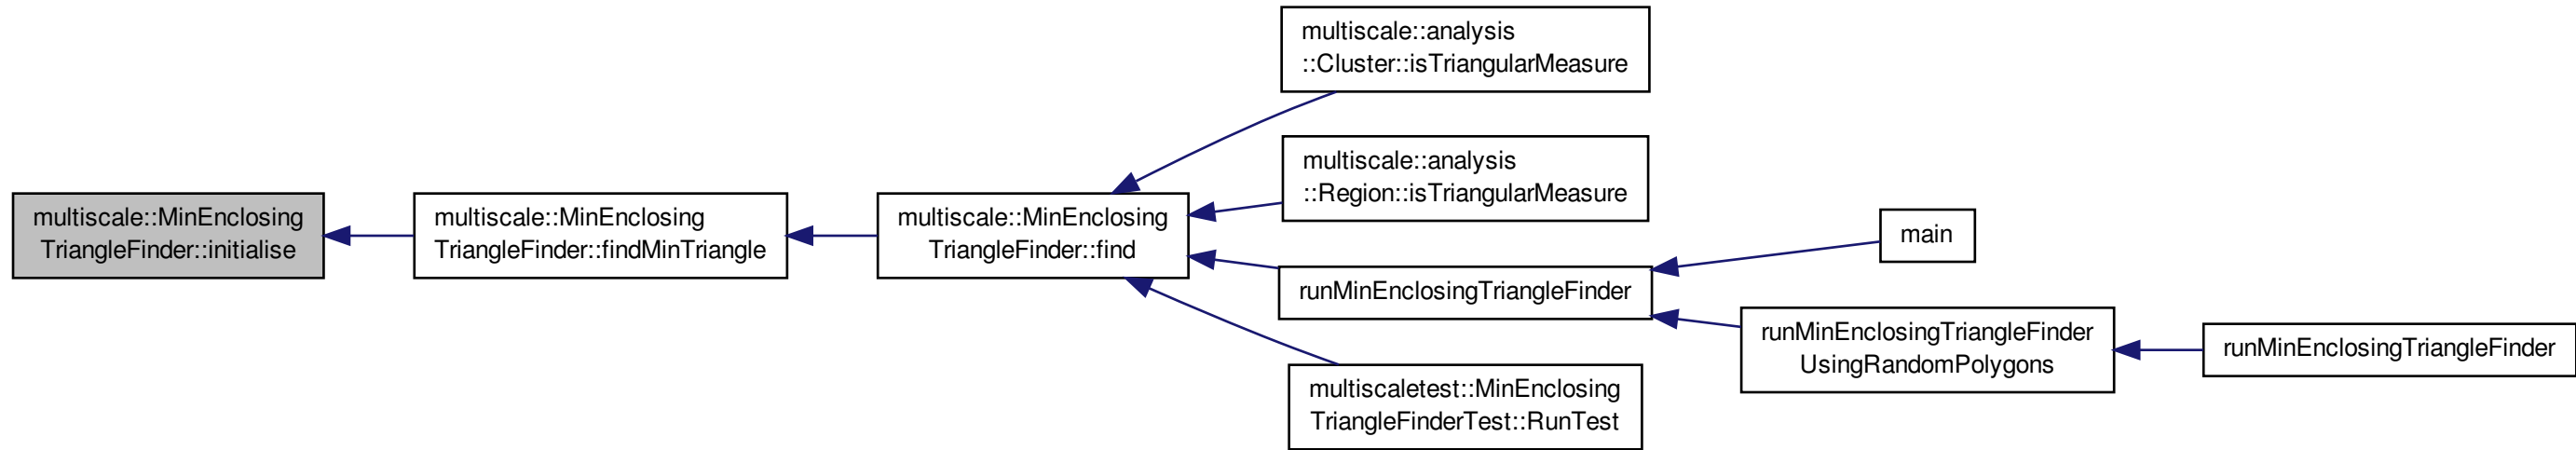 multiscale::analysis
::Cluster::isTriangularMeasure
multiscale::analysis
::Region::isTriangularMeasure
multiscale::MinEnclosing
TriangleFinder::initialise
multiscale::MinEnclosing
TriangleFinder::findMinTriangle
multiscale::MinEnclosing
TriangleFinder::find
main
runMinEnclosingTriangleFinder
runMinEnclosingTriangleFinder
UsingRandomPolygons
runMinEnclosingTriangleFinder
multiscaletest::MinEnclosing
TriangleFinderTest::RunTest